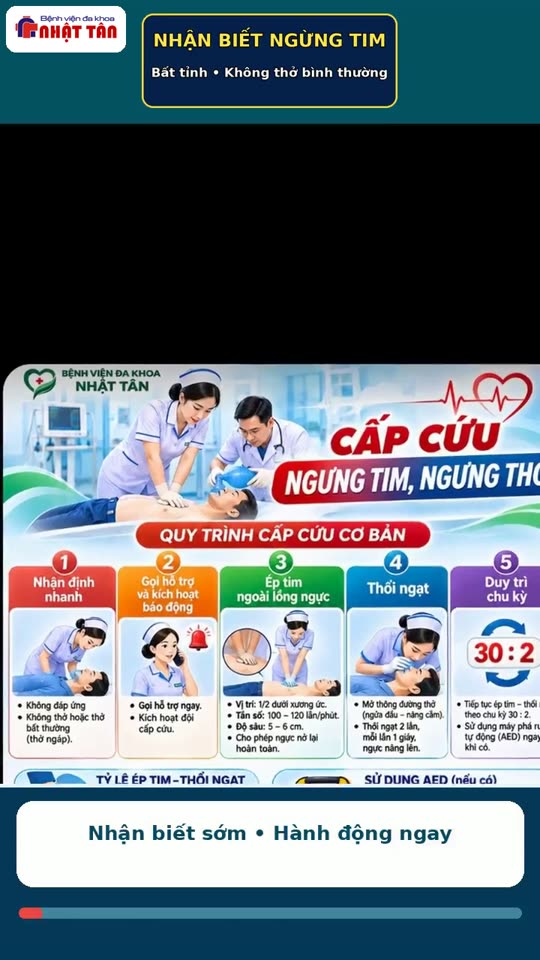 Bệnh viện đa khoa
NHẬT TÂN
NHẬN BIẾT NGỪNG TIM
Bất tỉnh • Không thở bình thường
BỆNH VIỆN ĐA KHOA
NHẬT TÂN
CẤP CỨU
NGƯNG TIM, NGƯNG THỞ
QUY TRÌNH CẤP CỨU CƠ BẢN
1
Nhận định
nhanh
• Không đáp ứng
• Không thở hoặc thở
bất thường
(thở ngáp).
2
Gọi hỗ trợ
và kích hoạt
báo động
• Gọi hỗ trợ ngay.
• Kích hoạt đội
cấp cứu.
3
Ép tim
ngoài lồng ngực
• Vị trí: 1/2 dưới xương ức.
• Tần số: 100 – 120 lần/phút.
• Độ sâu: 5 – 6 cm.
• Cho phép ngực nở lại
hoàn toàn.
4
Thổi ngạt
• Mở thông đường thở
(ngửa đầu – nâng cằm).
• Thổi ngạt 2 lần,
mỗi lần 1 giây,
ngực nâng lên.
5
Duy trì
chu kỳ
30 : 2
• Tiếp tục ép tim – thổi
theo chu kỳ 30 : 2.
• Sử dụng máy phá
tự động (AED) ngay
khi có.
TỶ LỆ ÉP TIM – THỔI NGẠT
SỬ DỤNG AED (nếu có)
Nhận biết sớm • Hành động ngay